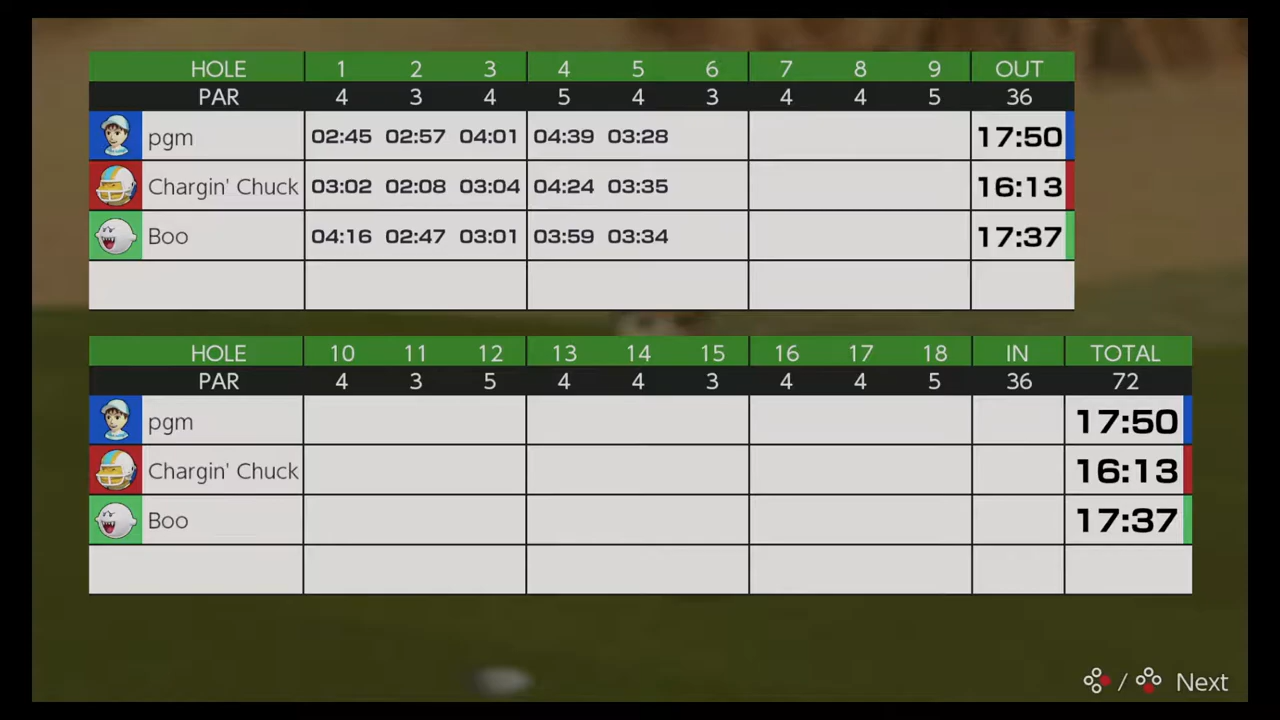 HOLE 1 2 3 4 5 6 7 8 9 OUT
PAR 4 3 4 5 4 3 4 4 5 36
pgm 02:45 02:57 04:01 04:39 03:28 17:50
Chargin' Chuck 03:02 02:08 03:04 04:24 03:35 16:13
Boo 04:16 02:47 03:01 03:59 03:34 17:37
HOLE 10 11 12 13 14 15 16 17 18 IN TOTAL
PAR 4 3 5 4 4 3 4 4 5 36 72
pgm 17:50
Chargin' Chuck 16:13
Boo 17:37
/ Next